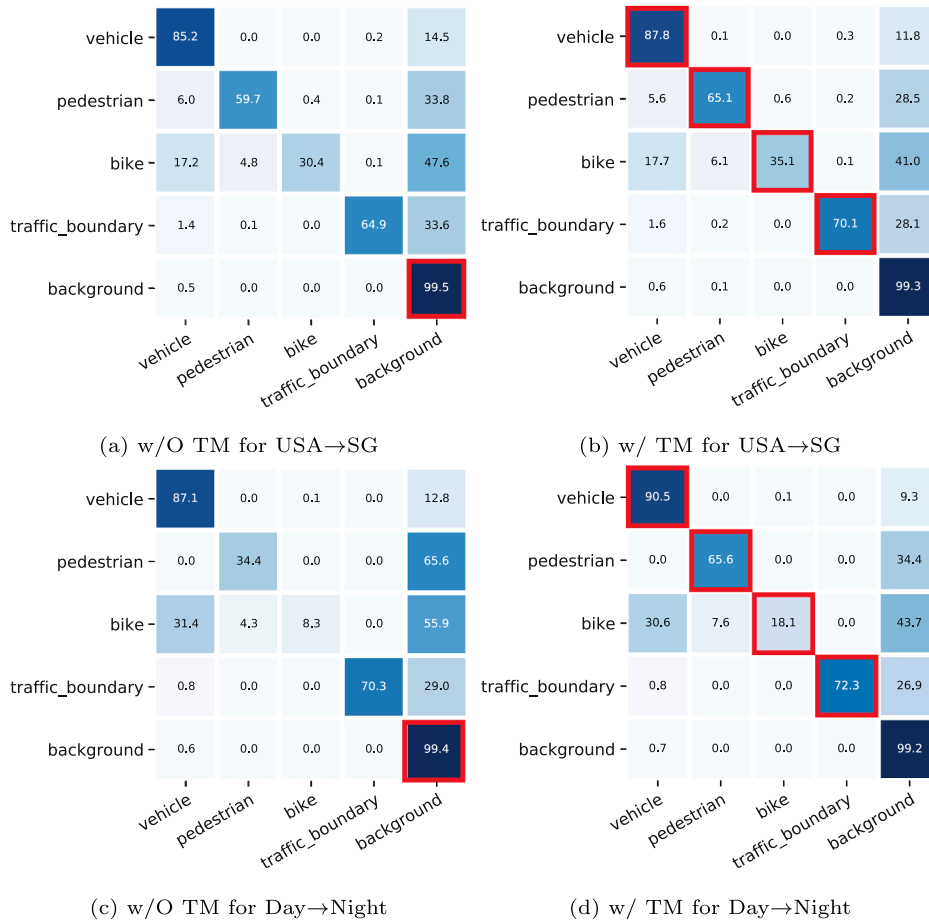 vehicle 85.2 0.0 0.0 0.2 14.5
pedestrian 6.0 59.7 0.4 0.1 33.8
bike 17.2 4.8 30.4 0.1 47.6
traffic_boundary 1.4 0.1 0.0 64.9 33.6
background 0.5 0.0 0.0 0.0 99.5
vehicle pedestrian bike traffic_boundary background
(a) w/O TM for USA→SG
vehicle 87.8 0.1 0.0 0.3 11.8
pedestrian 5.6 65.1 0.6 0.2 28.5
bike 17.7 6.1 35.1 0.1 41.0
traffic_boundary 1.6 0.2 0.0 70.1 28.1
background 0.6 0.1 0.0 0.0 99.3
vehicle pedestrian bike traffic_boundary background
(b) w/ TM for USA→SG
vehicle 87.1 0.0 0.1 0.0 12.8
pedestrian 0.0 34.4 0.0 0.0 65.6
bike 31.4 4.3 8.3 0.0 55.9
traffic_boundary 0.8 0.0 0.0 70.3 29.0
background 0.6 0.0 0.0 0.0 99.4
vehicle pedestrian bike traffic_boundary background
(c) w/O TM for Day→Night
vehicle 90.5 0.0 0.1 0.0 9.3
pedestrian 0.0 65.6 0.0 0.0 34.4
bike 30.6 7.6 18.1 0.0 43.7
traffic_boundary 0.8 0.0 0.0 72.3 26.9
background 0.7 0.0 0.0 0.0 99.2
vehicle pedestrian bike traffic_boundary background
(d) w/ TM for Day→Night